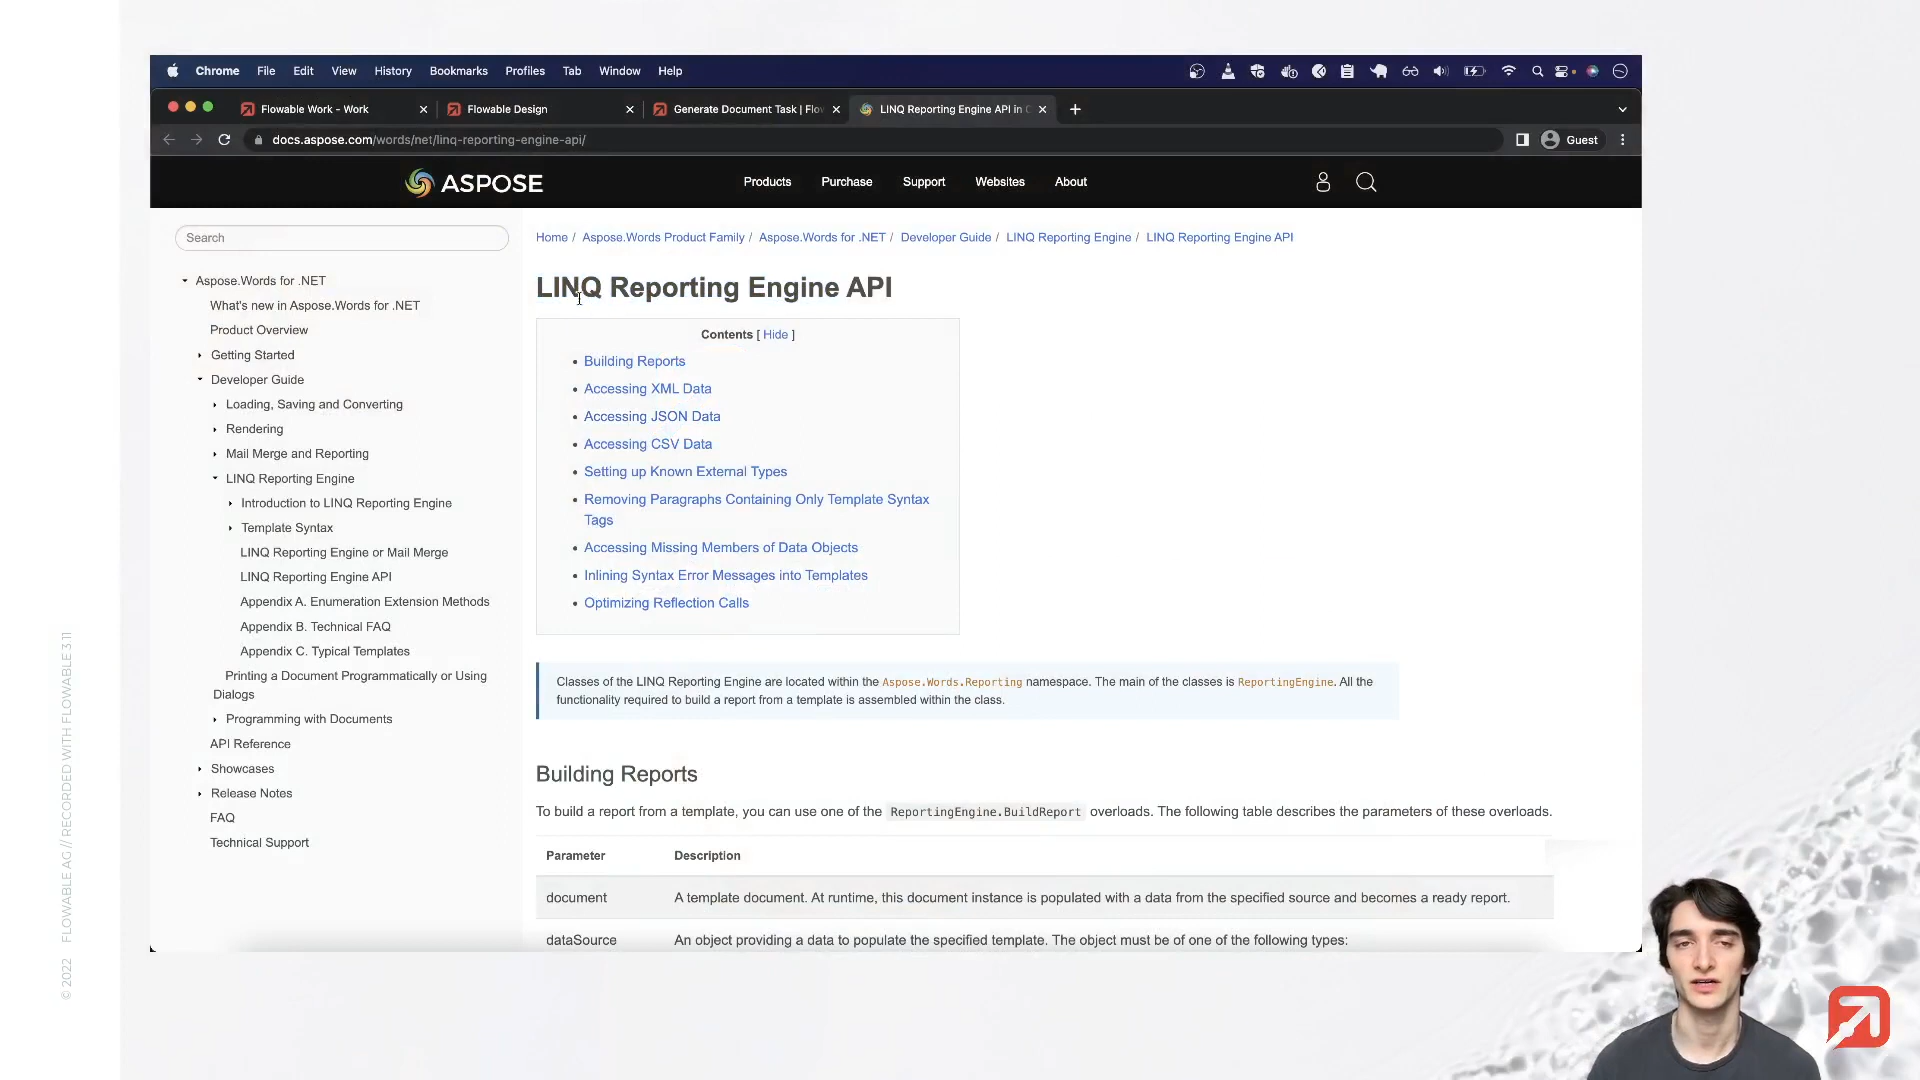 Chrome File Edit View History Bookmarks Profiles Tab Window Help
Flowable Work - Work
Flowable Design
Generate Document Task | Flo
LINQ Reporting Engine API in
docs.aspose.com/words/net/linq-reporting-engine-api/
Guest
ASPOSE
Products Purchase Support Websites About
Search
Aspose.Words for .NET
What's new in Aspose.Words for .NET
Product Overview
Getting Started
Developer Guide
Loading, Saving and Converting
Rendering
Mail Merge and Reporting
LINQ Reporting Engine
Introduction to LINQ Reporting Engine
Template Syntax
LINQ Reporting Engine or Mail Merge
LINQ Reporting Engine API
Appendix A. Enumeration Extension Methods
Appendix B. Technical FAQ
Appendix C. Typical Templates
Printing a Document Programmatically or Using
Dialogs
Programming with Documents
API Reference
Showcases
Release Notes
FAQ
Technical Support
Home / Aspose.Words Product Family / Aspose.Words for .NET / Developer Guide / LINQ Reporting Engine / LINQ Reporting Engine API
LINQ Reporting Engine API
Contents [ Hide ]
• Building Reports
• Accessing XML Data
• Accessing JSON Data
• Accessing CSV Data
• Setting up Known External Types
• Removing Paragraphs Containing Only Template Syntax
Tags
• Accessing Missing Members of Data Objects
• Inlining Syntax Error Messages into Templates
• Optimizing Reflection Calls
Classes of the LINQ Reporting Engine are located within the Aspose.Words.Reporting namespace. The main of the classes is ReportingEngine. All the
functionality required to build a report from a template is assembled within the class.
Building Reports
To build a report from a template, you can use one of the ReportingEngine.BuildReport overloads. The following table describes the parameters of these overloads.
Parameter Description
document A template document. At runtime, this document instance is populated with a data from the specified source and becomes a ready report.
dataSource An object providing a data to populate the specified template. The object must be of one of the following types:
© 2022 FLOWABLE AG // RECORDED WITH FLOWABLE 3.11